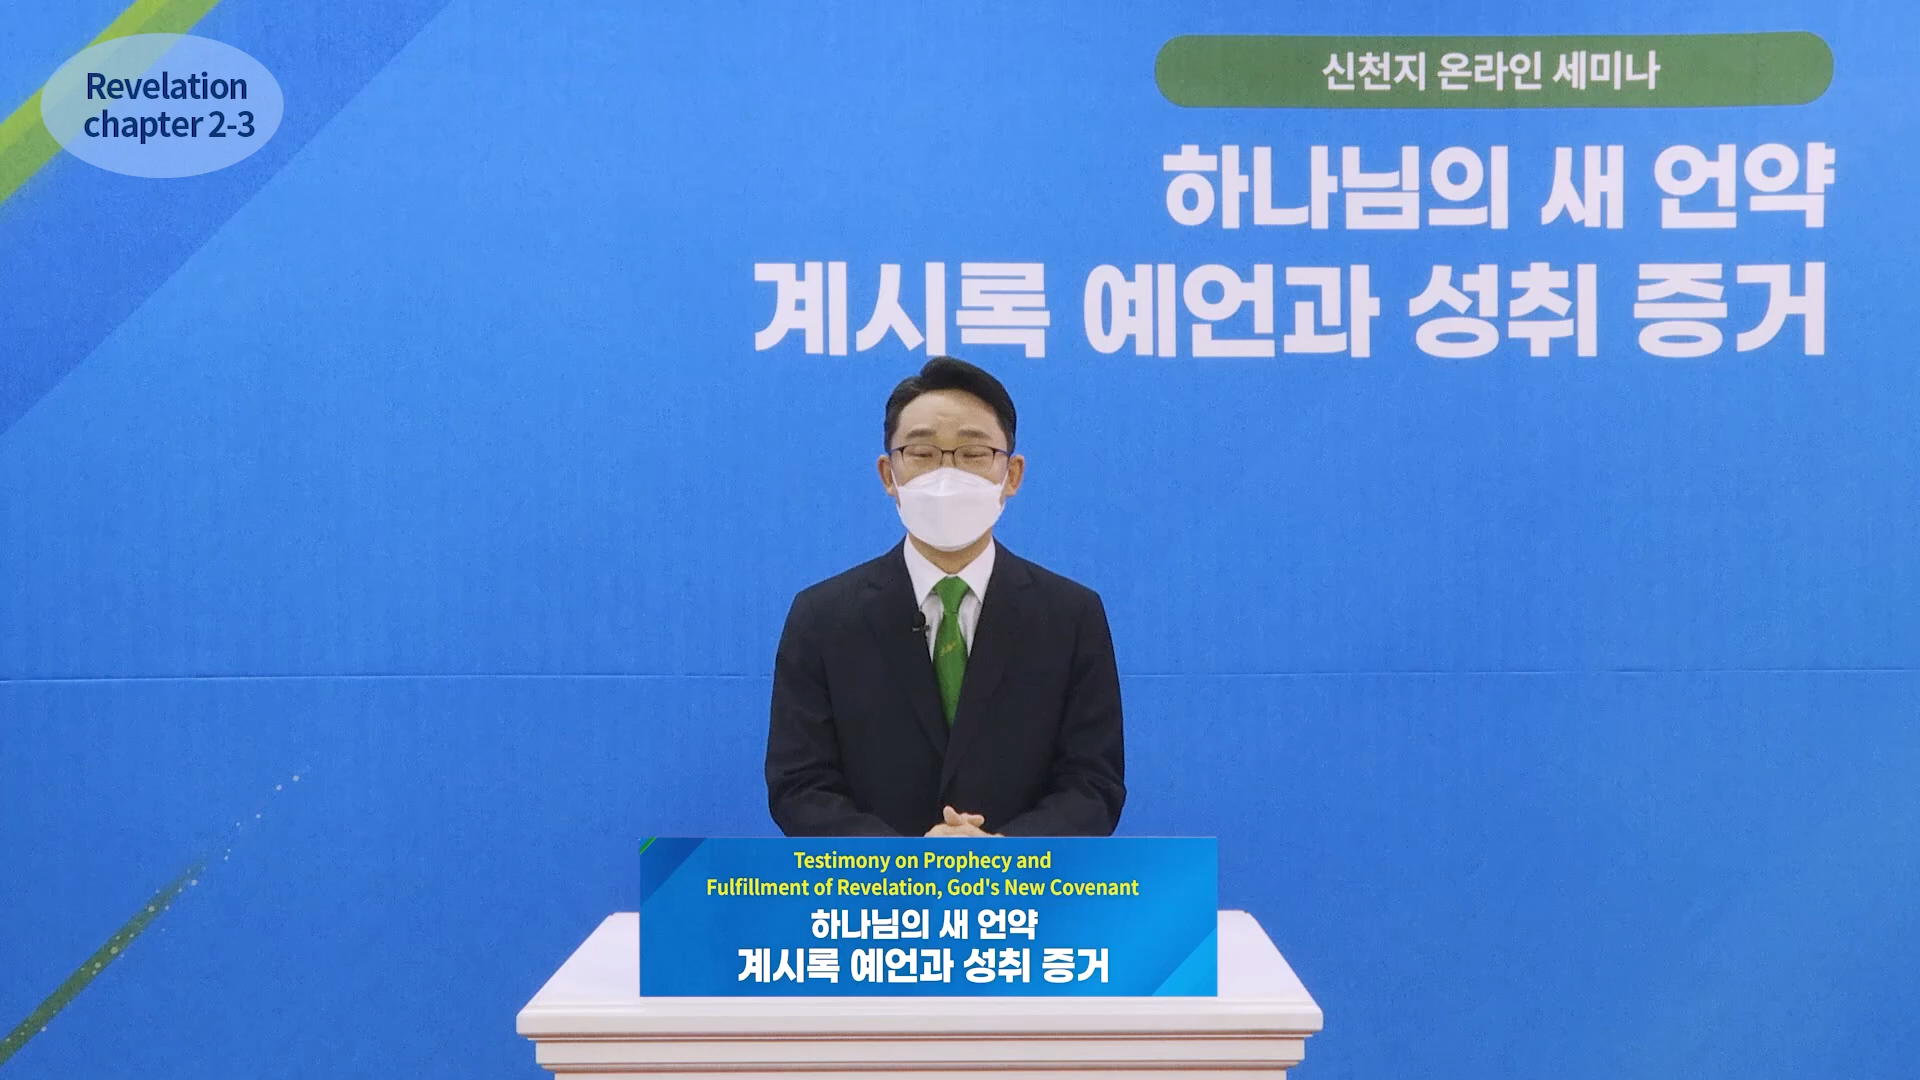 Revelation
chapter 2-3
신천지 온라인 세미나
하나님의 새 언약
계시록 예언과 성취 증거
Testimony on Prophecy and
Fulfillment of Revelation, God's New Covenant
하나님의 새 언약
계시록 예언과 성취 증거